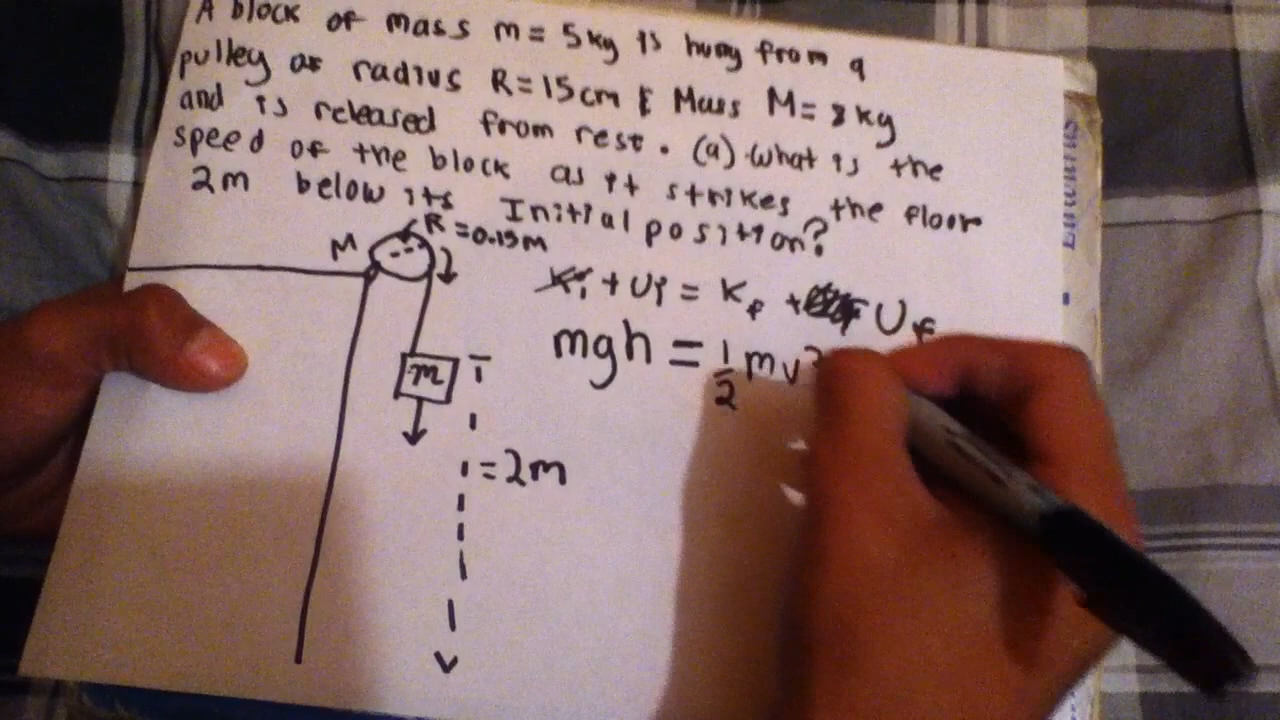 A block of mass m = 5kg is hung from a
pulley of radius R = 15cm & Mass M = 8kg
and is released from rest. (a) What is the
speed of the block as it strikes the floor
2m below its Initial position?
M
R = 0.15M
Ki + Ui = Kf + Uf
mgh = 1/2 mv²
m
= 2m